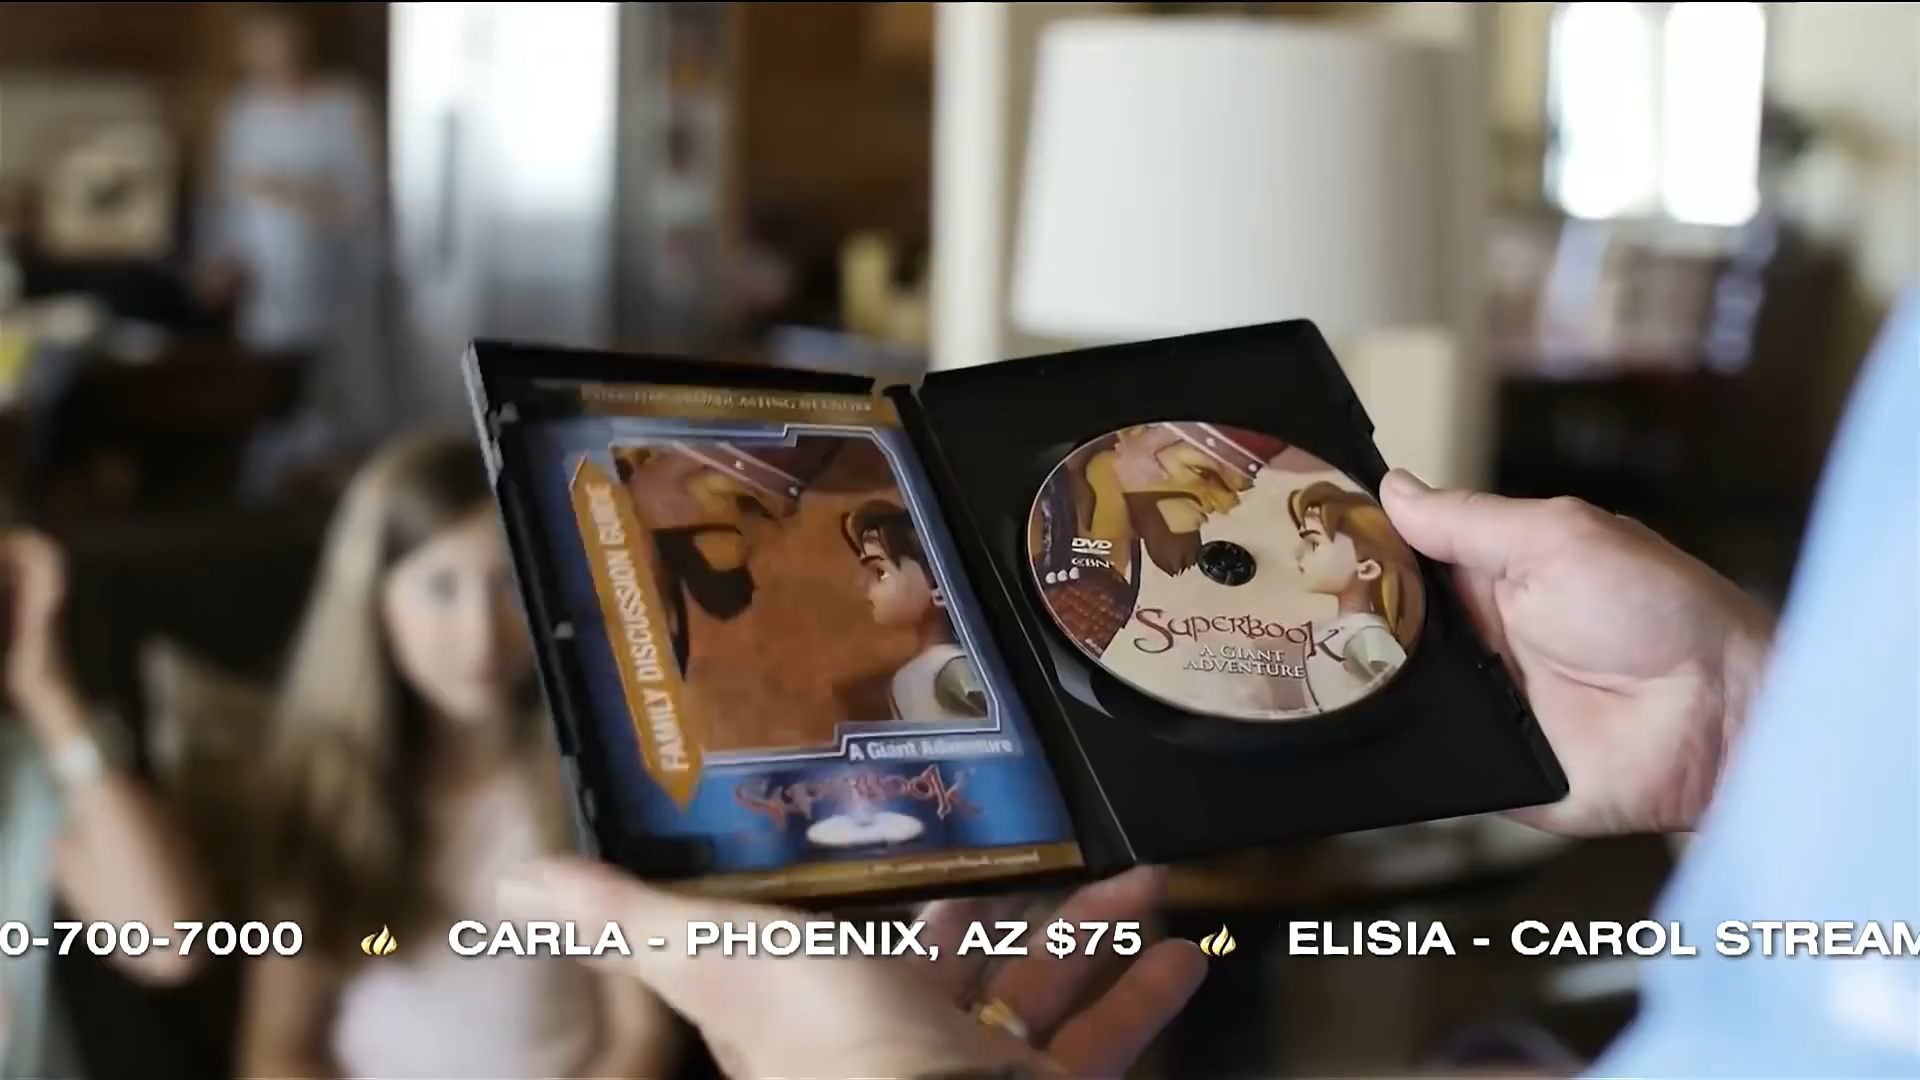 FAMILY DISCUSSION GUIDE
A Giant Adventure
SUPERBOOK
DVD
CBN
SUPERBOOK
A GIANT
ADVENTURE
0-700-7000 CARLA - PHOENIX, AZ $75 ELISIA - CAROL STREAM